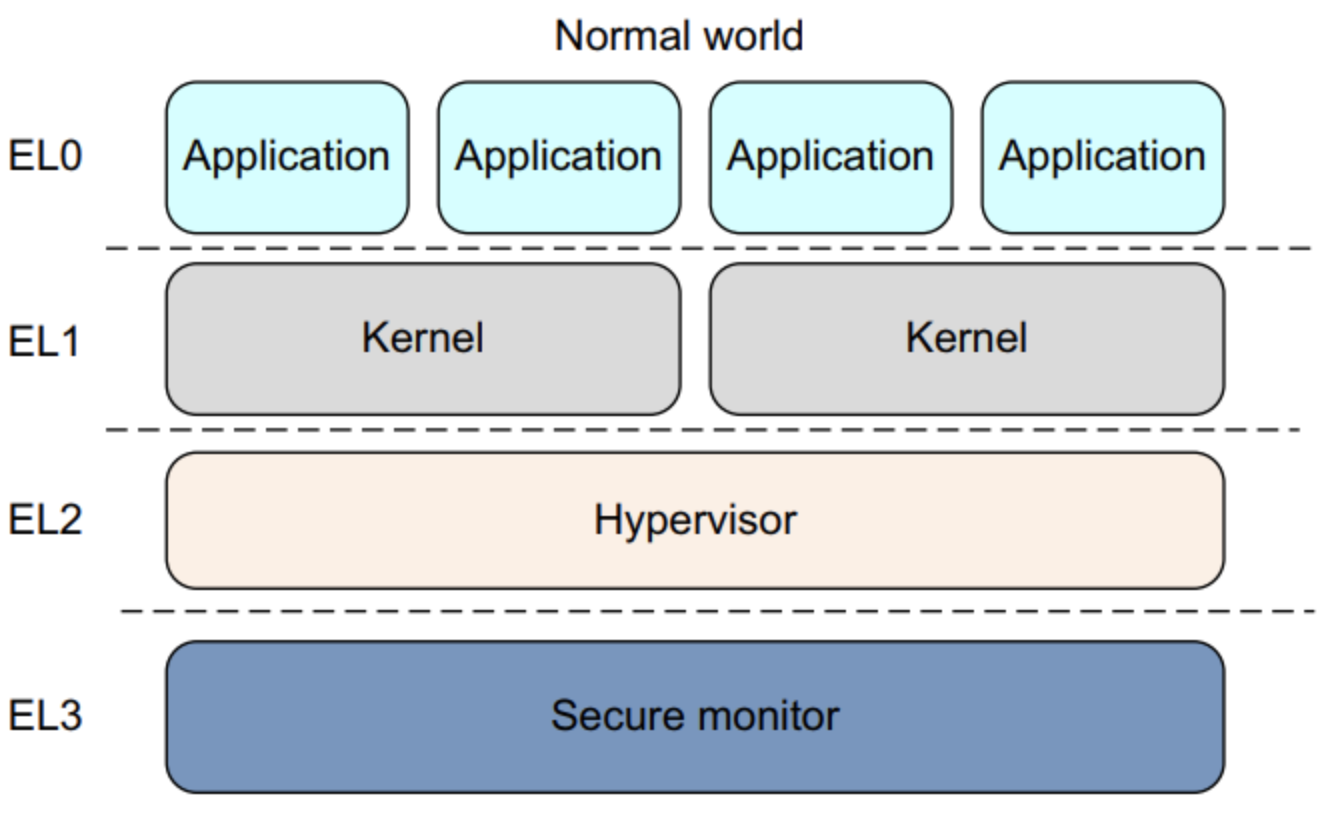 Normal world
EL0 Application Application Application Application
EL1 Kernel Kernel
EL2 Hypervisor
EL3 Secure monitor